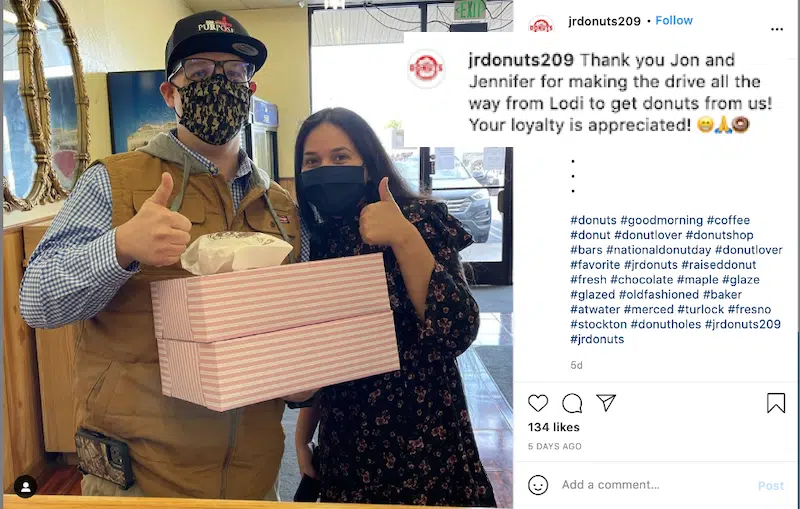 PURPOSE
EXIT
DONUTS
jrdonuts209 • Follow
DONUTS
jrdonuts209 Thank you Jon and
Jennifer for making the drive all the
way from Lodi to get donuts from us!
Your loyalty is appreciated! 😁🙏🍩
.
.
.
#donuts #goodmorning #coffee
#donut #donutlover #donutshop
#bars #nationaldonutday #donutlover
#favorite #jrdonuts #raiseddonut
#fresh #chocolate #maple #glaze
#glazed #oldfashioned #baker
#atwater #merced #turlock #fresno
#stockton #donutholes #jrdonuts209
#jrdonuts
5d
134 likes
5 DAYS AGO
Add a comment...
Post